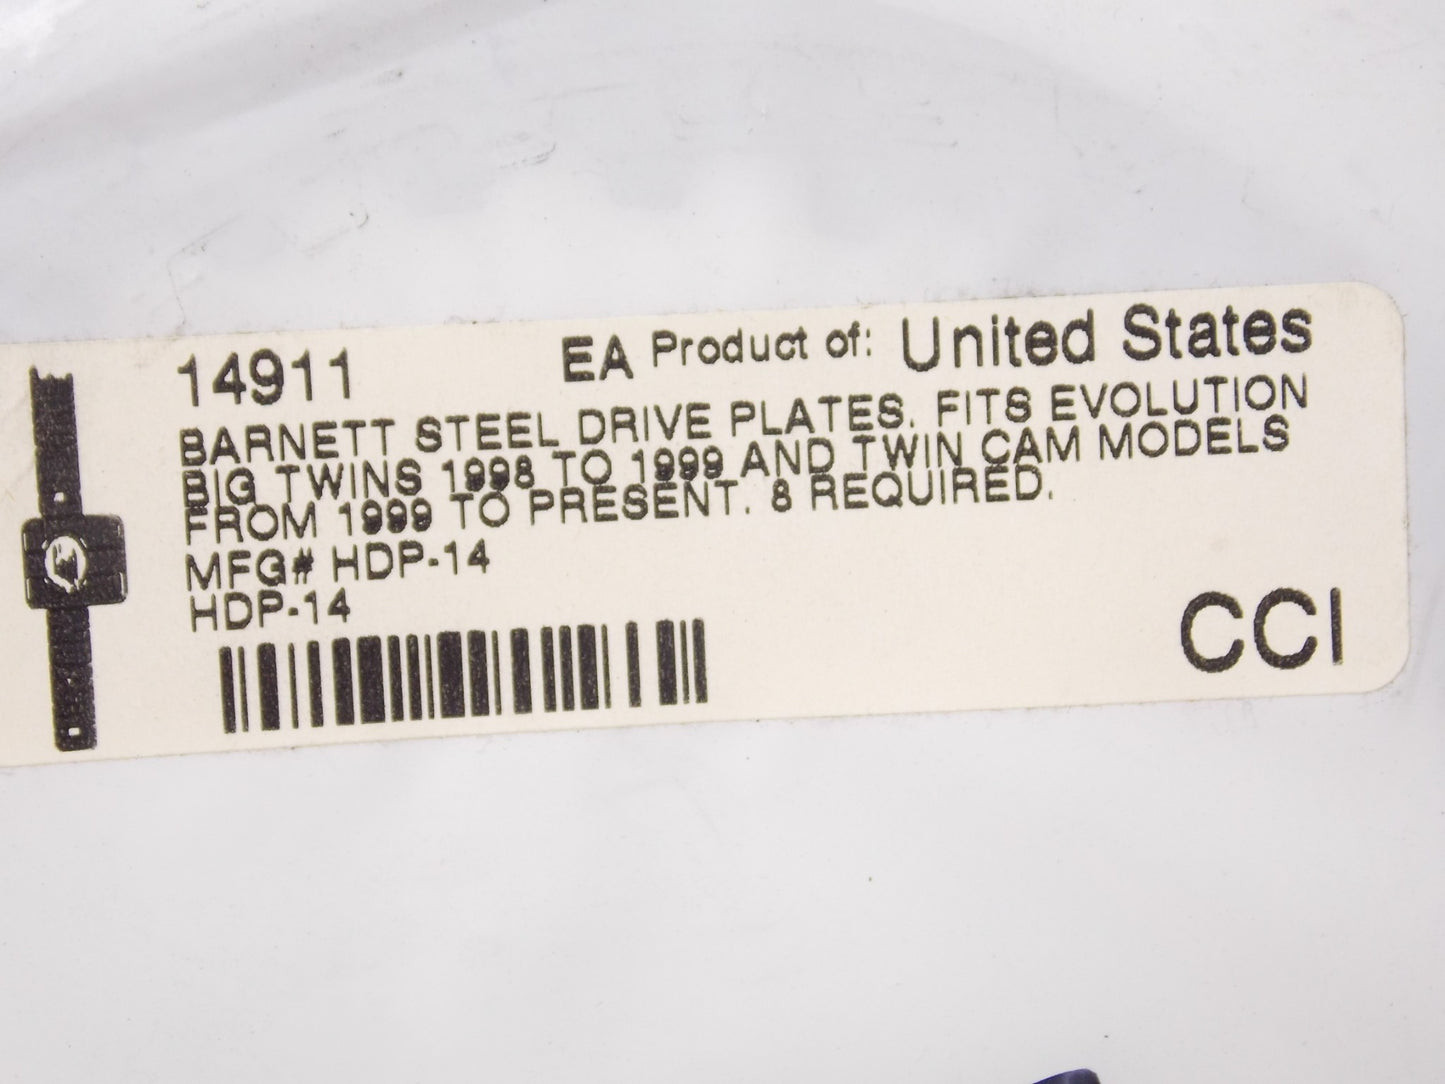 14911 EA Product of: United States
BARNETT STEEL DRIVE PLATES. FITS EVOLUTION
BIG TWINS 1998 TO 1999 AND TWIN CAM MODELS
FROM 1999 TO PRESENT. 8 REQUIRED.
MFG# HDP-14
HDP-14
CCI